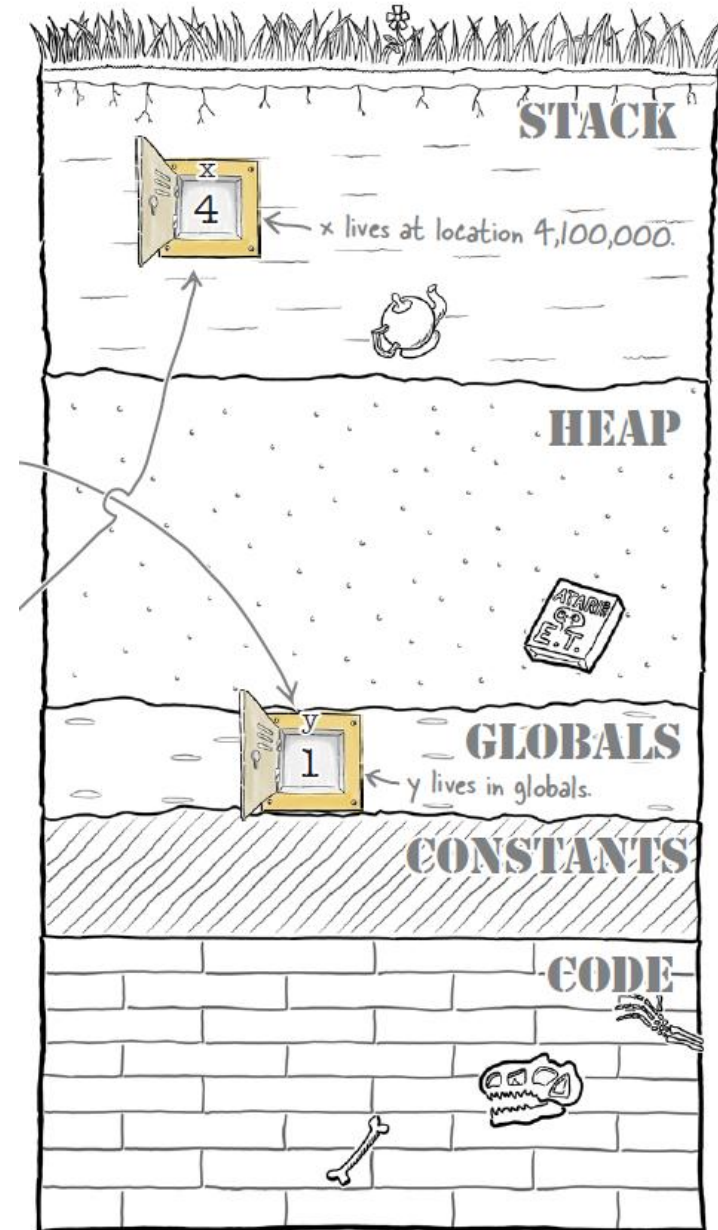 STACK
x
4
x lives at location 4,100,000.
HEAP
ATARI
E.T.
GLOBALS
y
1
y lives in globals.
CONSTANTS
CODE